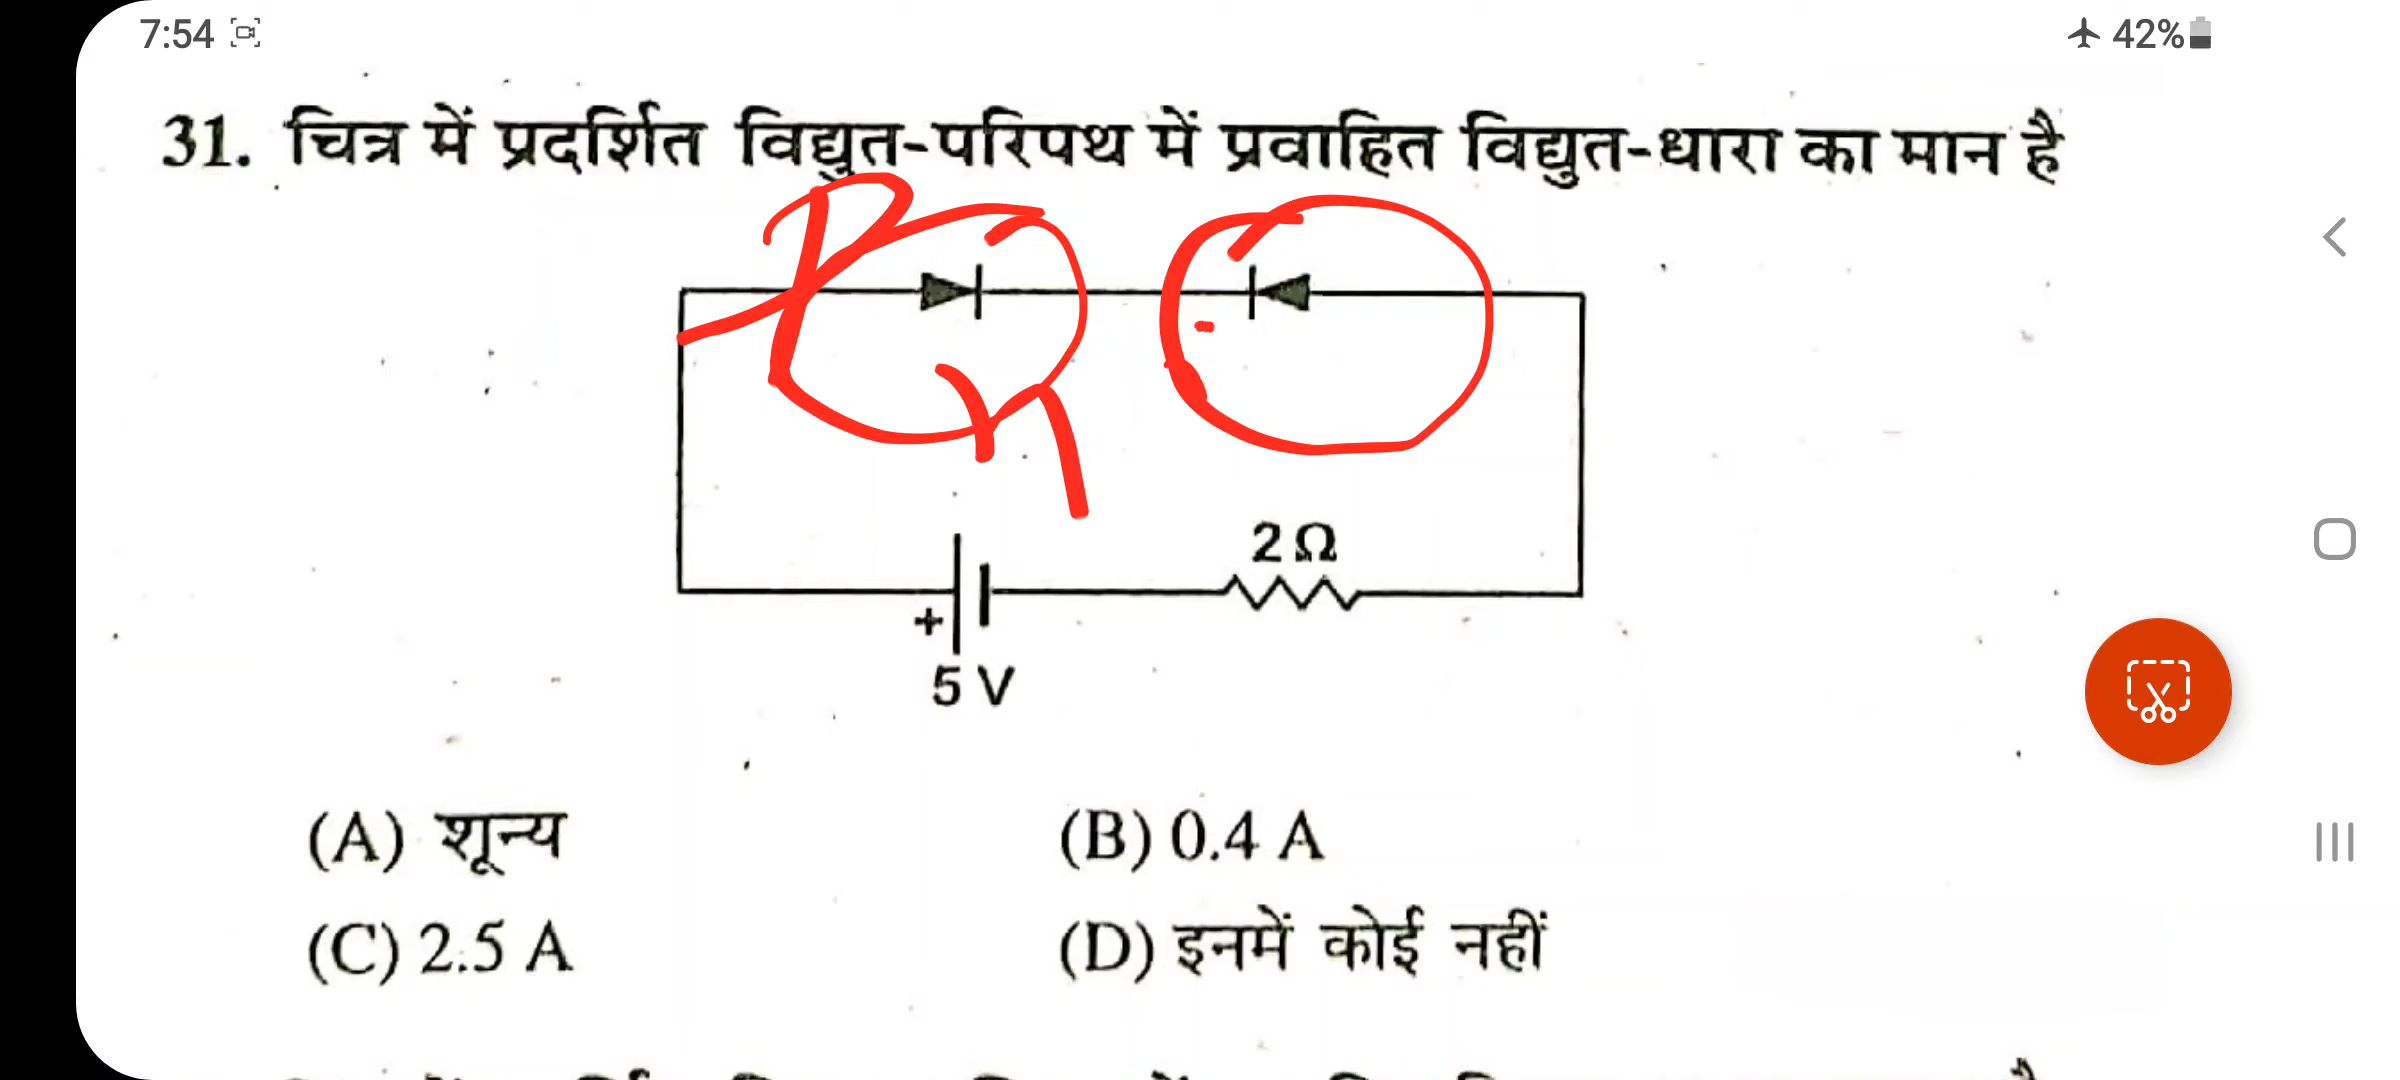 7:54 42%
31. चित्र में प्रदर्शित विद्युत-परिपथ में प्रवाहित विद्युत-धारा का मान है
2 Ω
+
5 V
(A) शून्य (B) 0.4 A
(C) 2.5 A (D) इनमें कोई नहीं